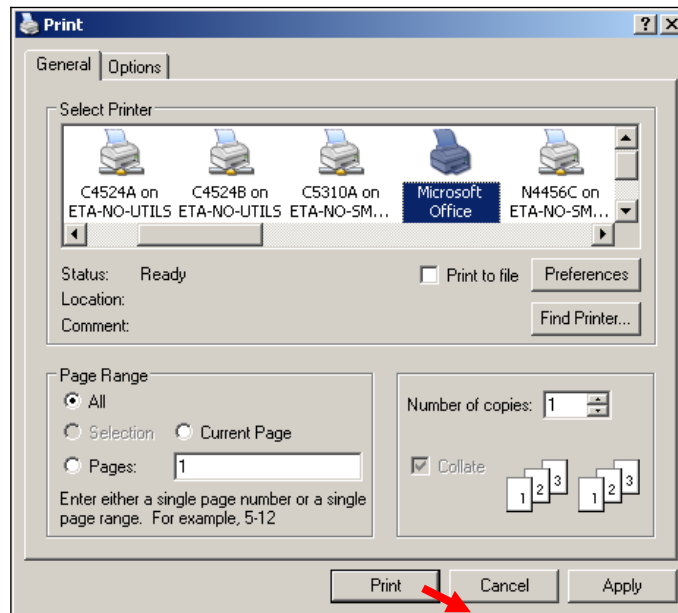 Print
General Options
Select Printer
C4524A on ETA-NO-UTILS
C4524B on ETA-NO-UTILS
C5310A on ETA-NO-SM...
Microsoft Office
N4456C on ETA-NO-SM...
Status: Ready
Print to file Preferences
Location:
Comment:
Find Printer...
Page Range
All
Selection Current Page
Pages: 1
Enter either a single page number or a single
page range. For example, 5-12
Number of copies: 1
Collate
1 2 3 1 2 3
Print Cancel Apply